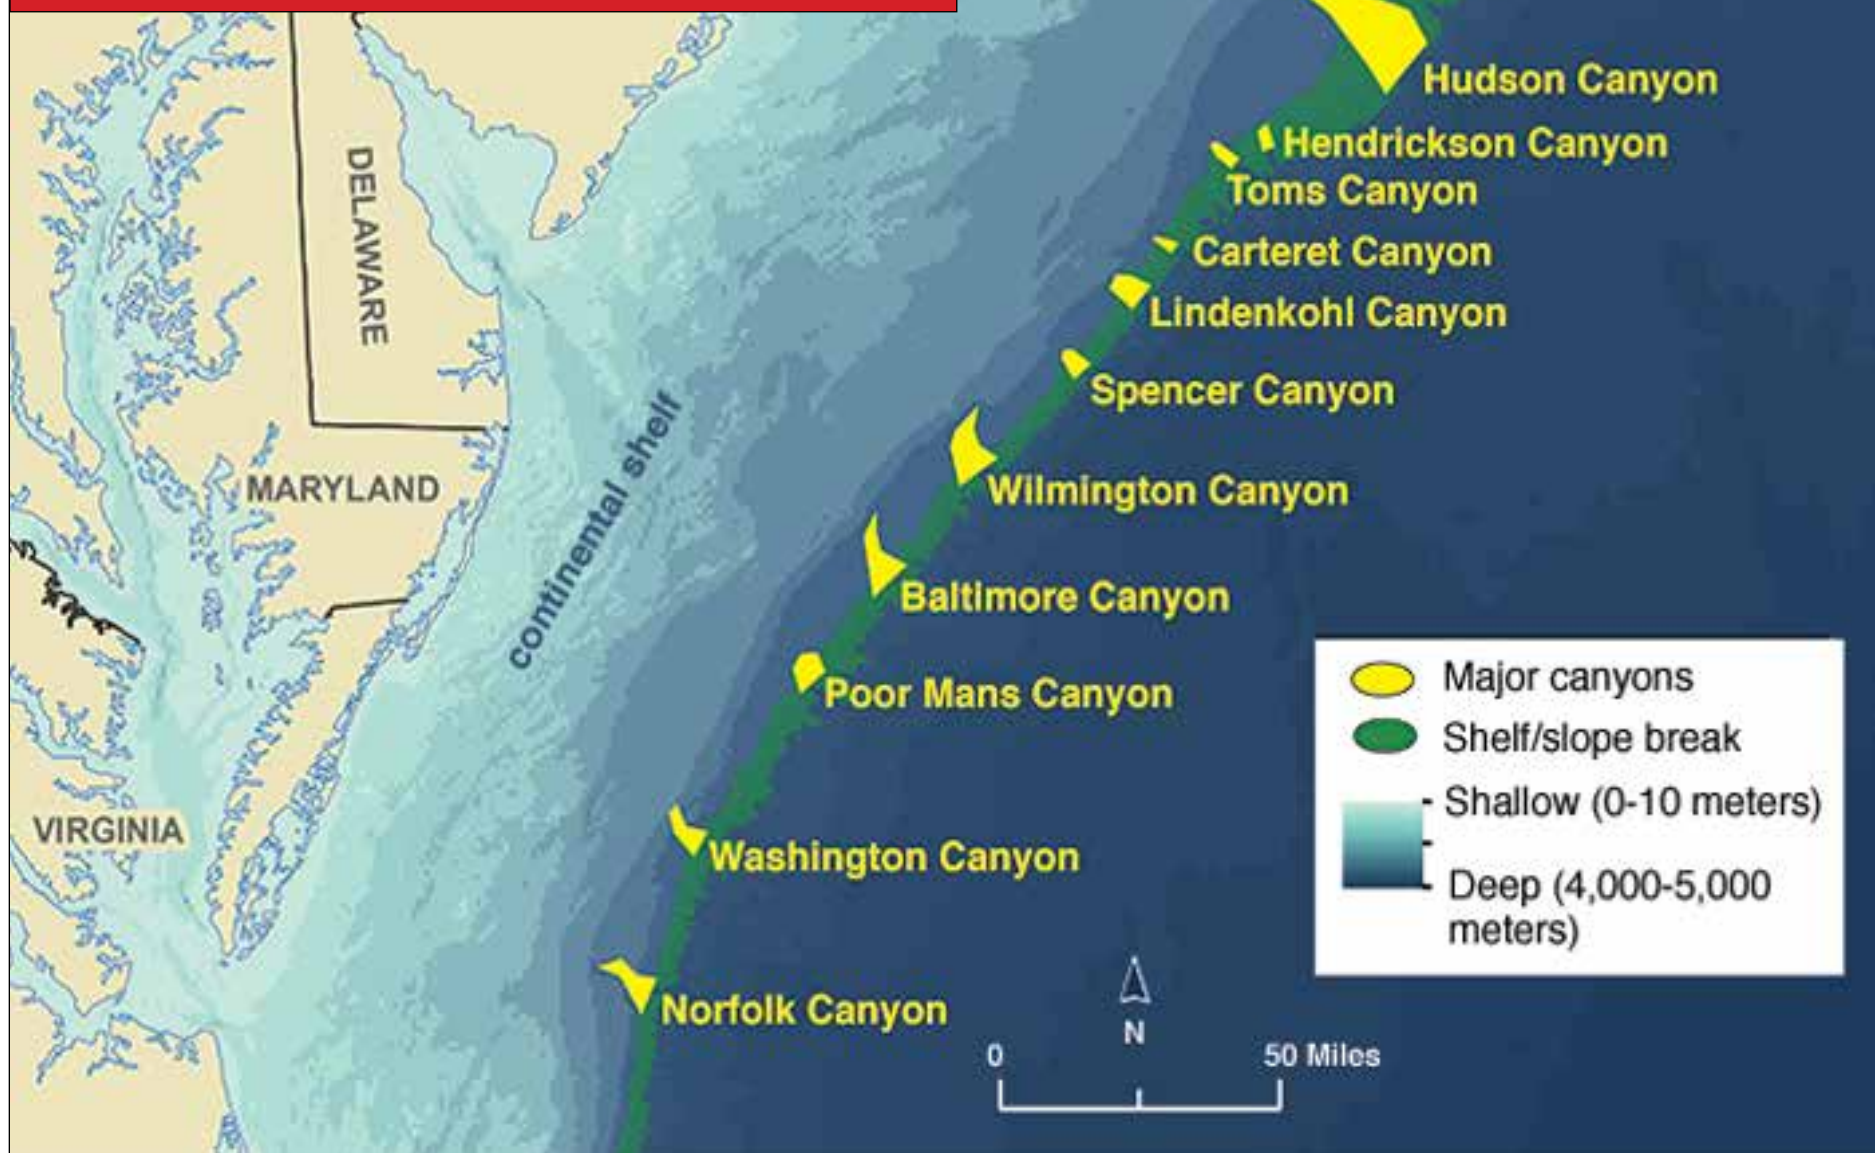 Hudson Canyon
Hendrickson Canyon
Toms Canyon
Carteret Canyon
Lindenkohl Canyon
Spencer Canyon
Wilmington Canyon
Baltimore Canyon
Poor Mans Canyon
Washington Canyon
Norfolk Canyon
DELAWARE
MARYLAND
VIRGINIA
continental shelf
Major canyons
Shelf/slope break
Shallow (0-10 meters)
Deep (4,000-5,000
meters)
N
0
50 Miles